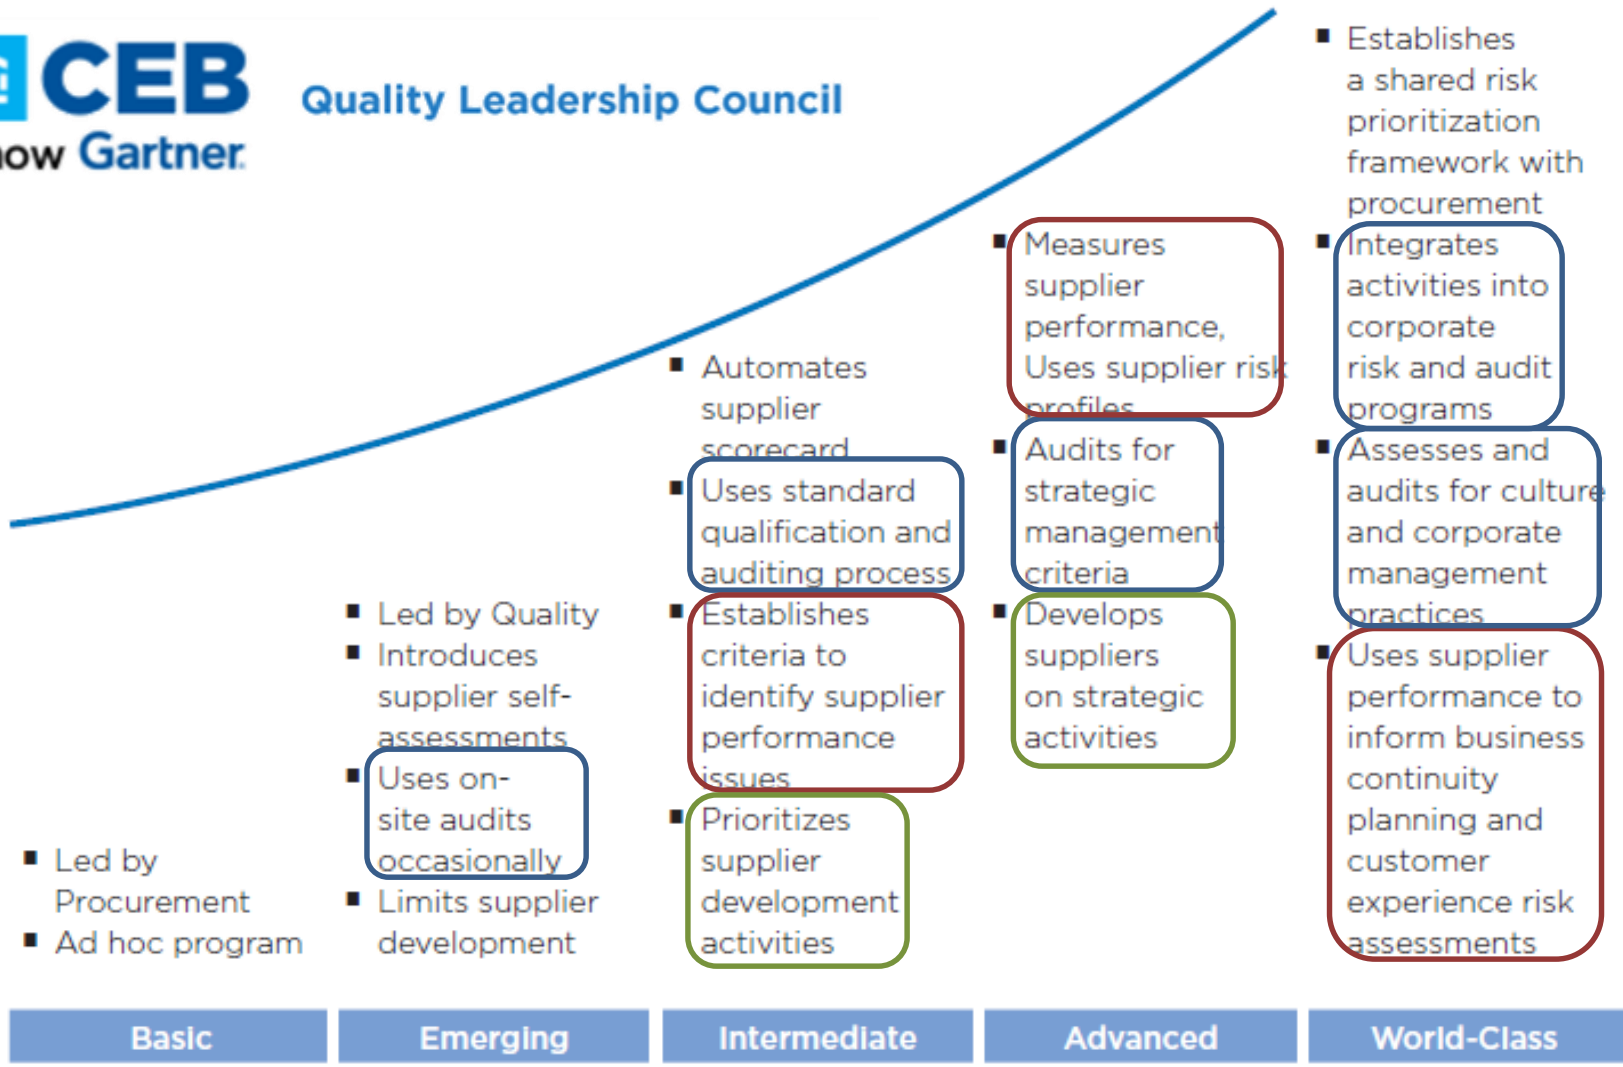 CEB
now Gartner
Quality Leadership Council
Led by
Procurement
Ad hoc program
Basic
Led by Quality
Introduces
supplier self-
assessments
Uses on-
site audits
occasionally
Limits supplier
development
Emerging
Automates
supplier
scorecard
Uses standard
qualification and
auditing process
Establishes
criteria to
identify supplier
performance
issues
Prioritizes
supplier
development
activities
Intermediate
Measures
supplier
performance,
Uses supplier risk
profiles
Audits for
strategic
management
criteria
Develops
suppliers
on strategic
activities
Advanced
Establishes
a shared risk
prioritization
framework with
procurement
Integrates
activities into
corporate
risk and audit
programs
Assesses and
audits for culture
and corporate
management
practices
Uses supplier
performance to
inform business
continuity
planning and
customer
experience risk
assessments
World-Class